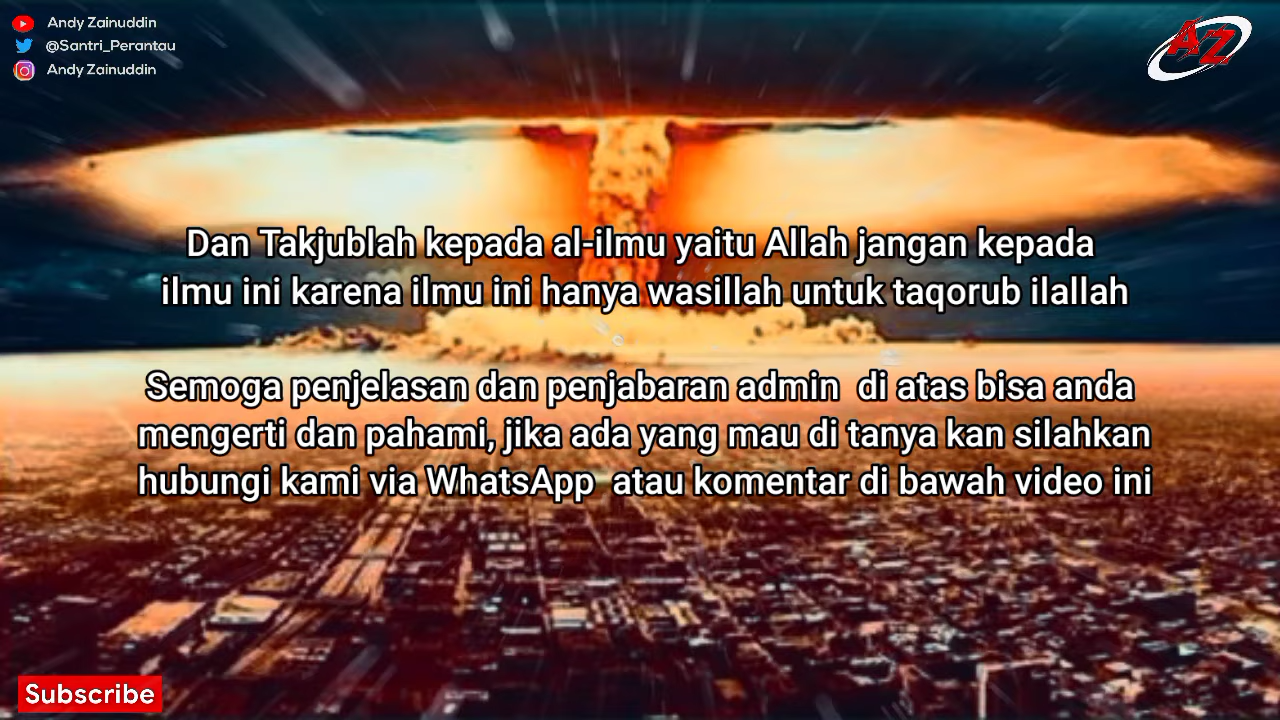 Andy Zainuddin
@Santri_Perantau
Andy Zainuddin
AZ
Dan Takjublah kepada al-ilmu yaitu Allah jangan kepada
ilmu ini karena ilmu ini hanya wasillah untuk taqorub ilallah
Semoga penjelasan dan penjabaran admin di atas bisa anda
mengerti dan pahami, jika ada yang mau di tanya kan silahkan
hubungi kami via WhatsApp atau komentar di bawah video ini
Subscribe